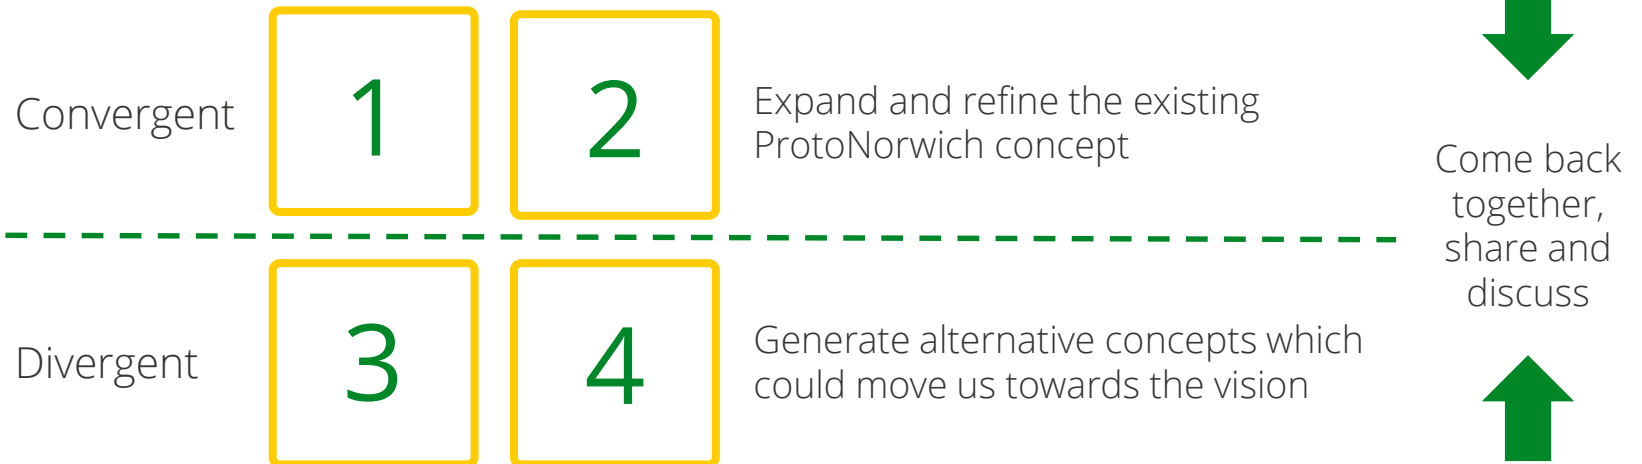 Convergent
1
2
Expand and refine the existing
ProtoNorwich concept
Divergent
3
4
Generate alternative concepts which
could move us towards the vision
Come back
together,
share and
discuss